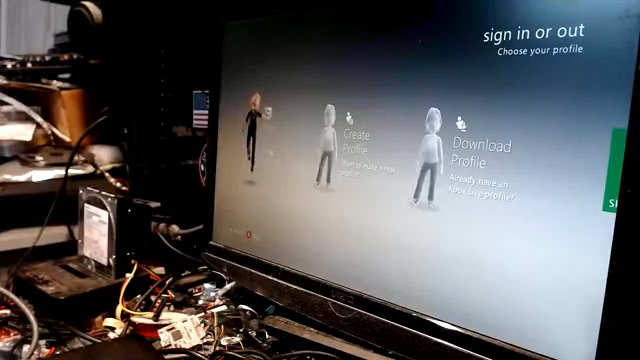 sign in or out
Choose your profile
Create
Profile
Want to make a new
profile?
Download
Profile
Already have an
Xbox Live profile?